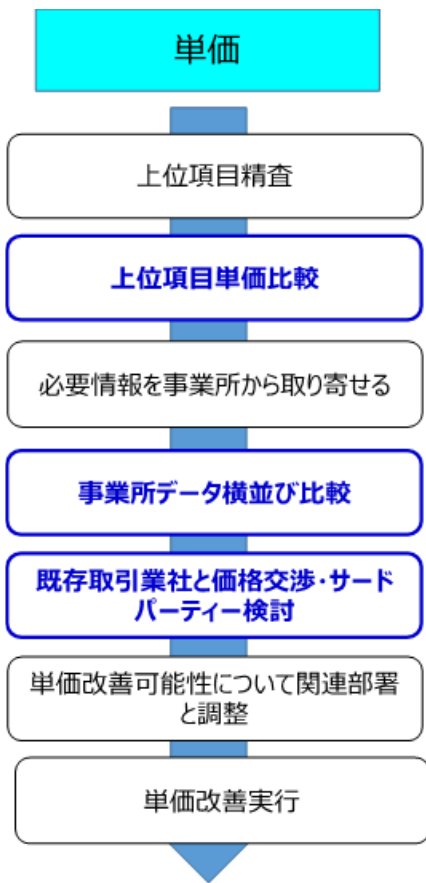 単価
上位項目精査
上位項目単価比較
必要情報を事業所から取り寄せる
事業所データ横並び比較
既存取引業社と価格交渉・サード
パーティー検討
単価改善可能性について関連部署
と調整
単価改善実行